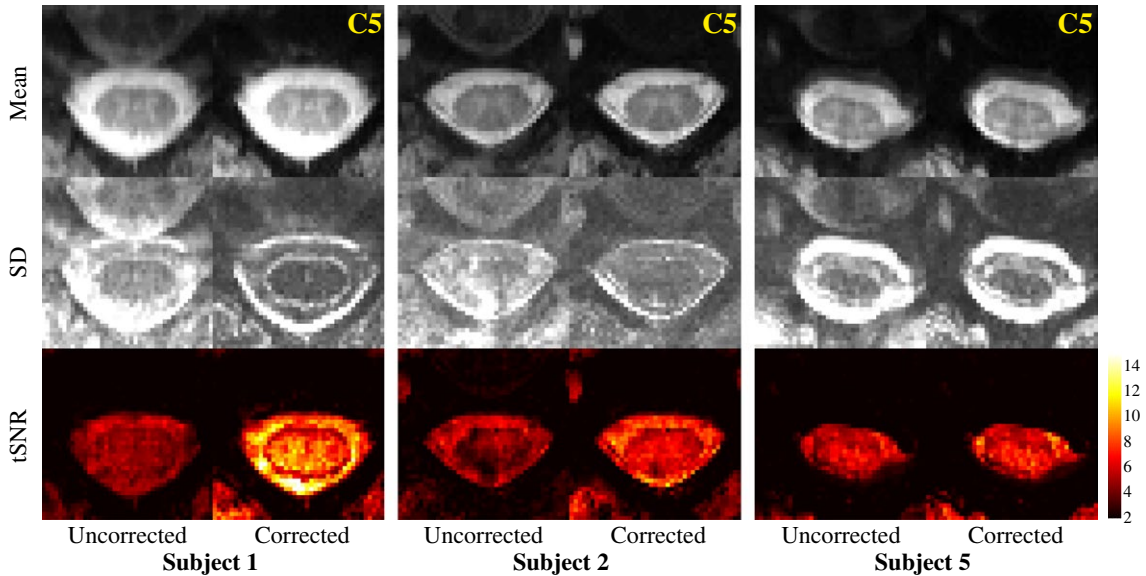 C5 C5 C5
Mean
SD
tSNR
14
12
10
8
6
4
2
Uncorrected Corrected Uncorrected Corrected Uncorrected Corrected
Subject 1 Subject 2 Subject 5